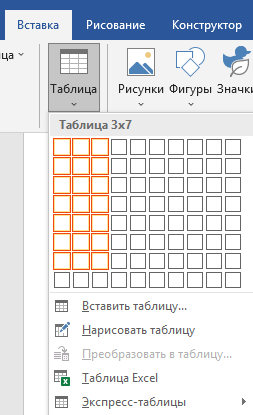 Вставка Рисование Конструктор
Таблица Рисунки Фигуры Значки
Таблица 3x7
Вставить таблицу...
Нарисовать таблицу
Преобразовать в таблицу...
Таблица Excel
Экспресс-таблицы